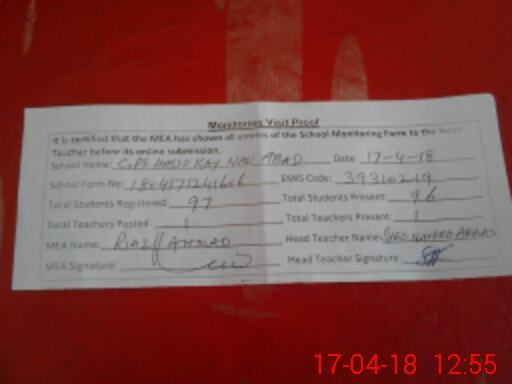 Monitoring Visit Proof
It is certified that the MEA has shown all entries of the School Monitoring Form to the Head
Teacher before its online submission.
School Name: GPS Date: 17-4-18
School Form No: EMIS Code: 39310219
Total Students Registered: 97 Total Students Present: 96
Total Teachers Posted: 1 Total Teachers Present: 1
MEA Name: RIAZ AHMAD Head Teacher Name: ABBAS
MEA Signature: Head Teacher Signature:
17-04-18 12:55